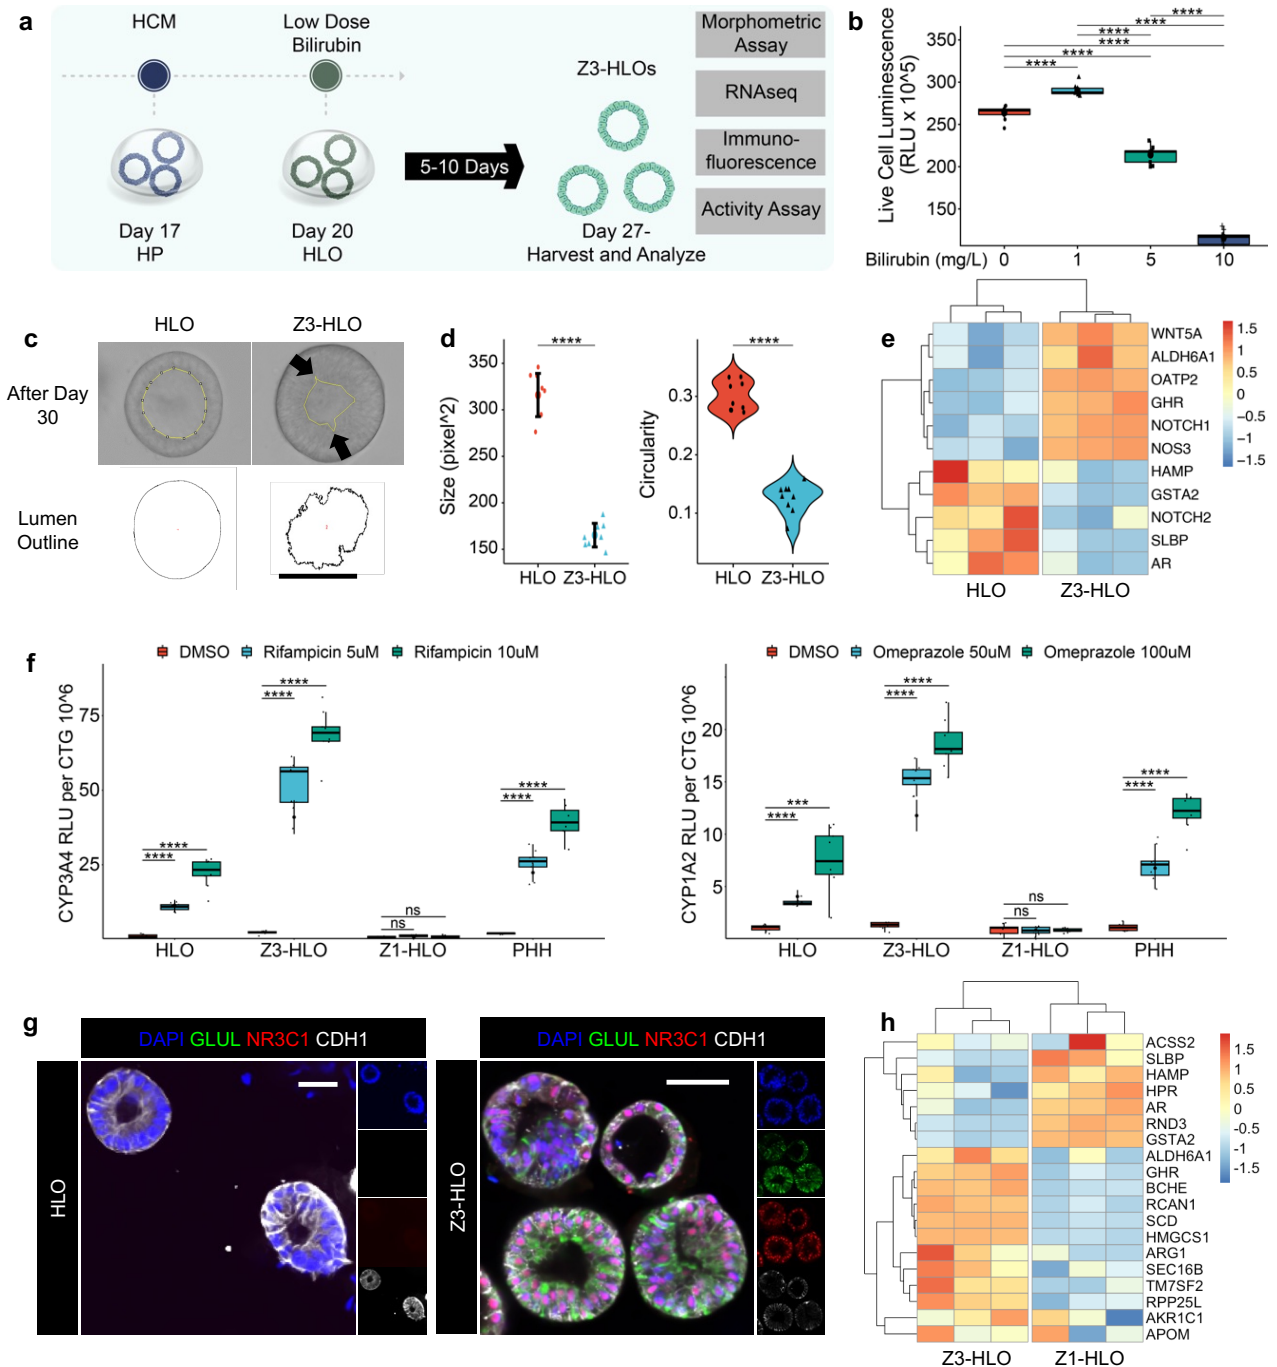 a
HCM
Low Dose
Bilirubin
Day 17
HP
Day 20
HLO
5-10 Days
Z3-HLOs
Day 27-
Harvest and Analyze
Morphometric
Assay
RNAseq
Immuno-
fluorescence
Activity Assay
b
Live Cell Luminescence
(RLU x 10^5)
350
300
250
200
150
****
****
****
****
****
****
Bilirubin (mg/L)
0
1
5
10
c
HLO
Z3-HLO
After Day
30
Lumen
Outline
d
Size (pixel^2)
350
300
250
200
150
****
HLO
Z3-HLO
Circularity
0.3
0.2
0.1
****
HLO
Z3-HLO
e
WNT5A
ALDH6A1
OATP2
GHR
NOTCH1
NOS3
HAMP
GSTA2
NOTCH2
SLBP
AR
1.5
1
0.5
0
-0.5
-1
-1.5
HLO
Z3-HLO
f
DMSO
Rifampicin 5uM
Rifampicin 10uM
CYP3A4 RLU per CTG 10^6
75
50
25
****
****
****
****
ns
ns
****
****
HLO
Z3-HLO
Z1-HLO
PHH
DMSO
Omeprazole 50uM
Omeprazole 100uM
CYP1A2 RLU per CTG 10^6
20
15
10
5
***
****
****
****
ns
ns
****
****
HLO
Z3-HLO
Z1-HLO
PHH
g
DAPI GLUL NR3C1 CDH1
HLO
DAPI GLUL NR3C1 CDH1
Z3-HLO
h
ACSS2
SLBP
HAMP
HPR
AR
RND3
GSTA2
ALDH6A1
GHR
BCHE
RCAN1
SCD
HMGCS1
ARG1
SEC16B
TM7SF2
RPP25L
AKR1C1
APOM
1.5
1
0.5
0
-0.5
-1
-1.5
Z3-HLO
Z1-HLO